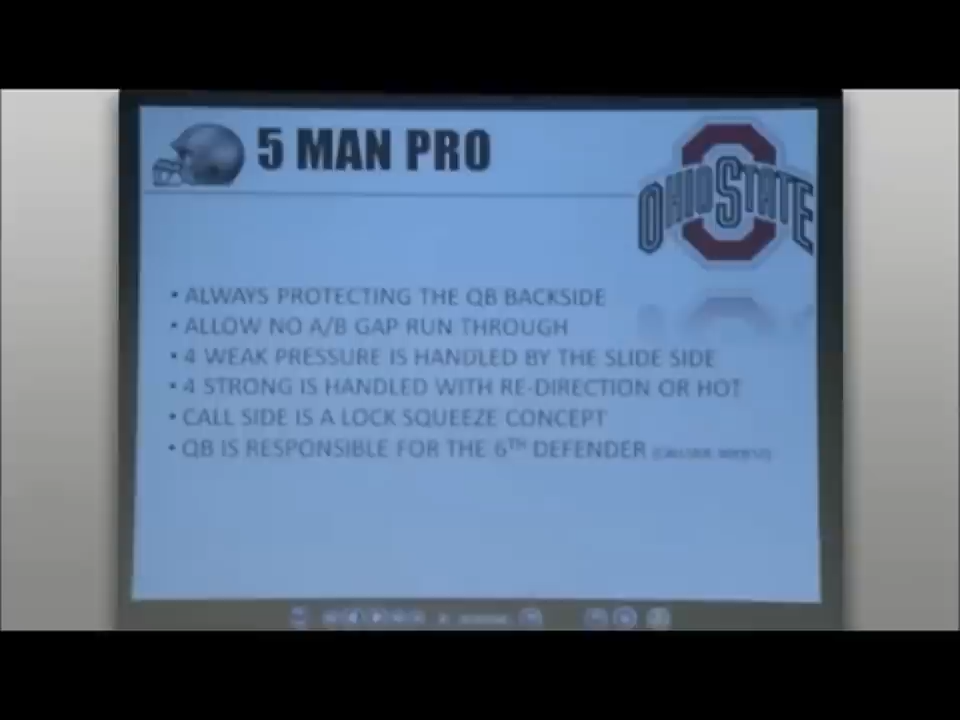 5 MAN PRO
OHIO STATE
• ALWAYS PROTECTING THE QB BACKSIDE
• ALLOW NO A/B GAP RUN THROUGH
• 4 WEAK PRESSURE IS HANDLED BY THE SLIDE SIDE
• 4 STRONG IS HANDLED WITH RE-DIRECTION OR HOT
• CALL SIDE IS A LOCK SQUEEZE CONCEPT
• QB IS RESPONSIBLE FOR THE 6TH DEFENDER